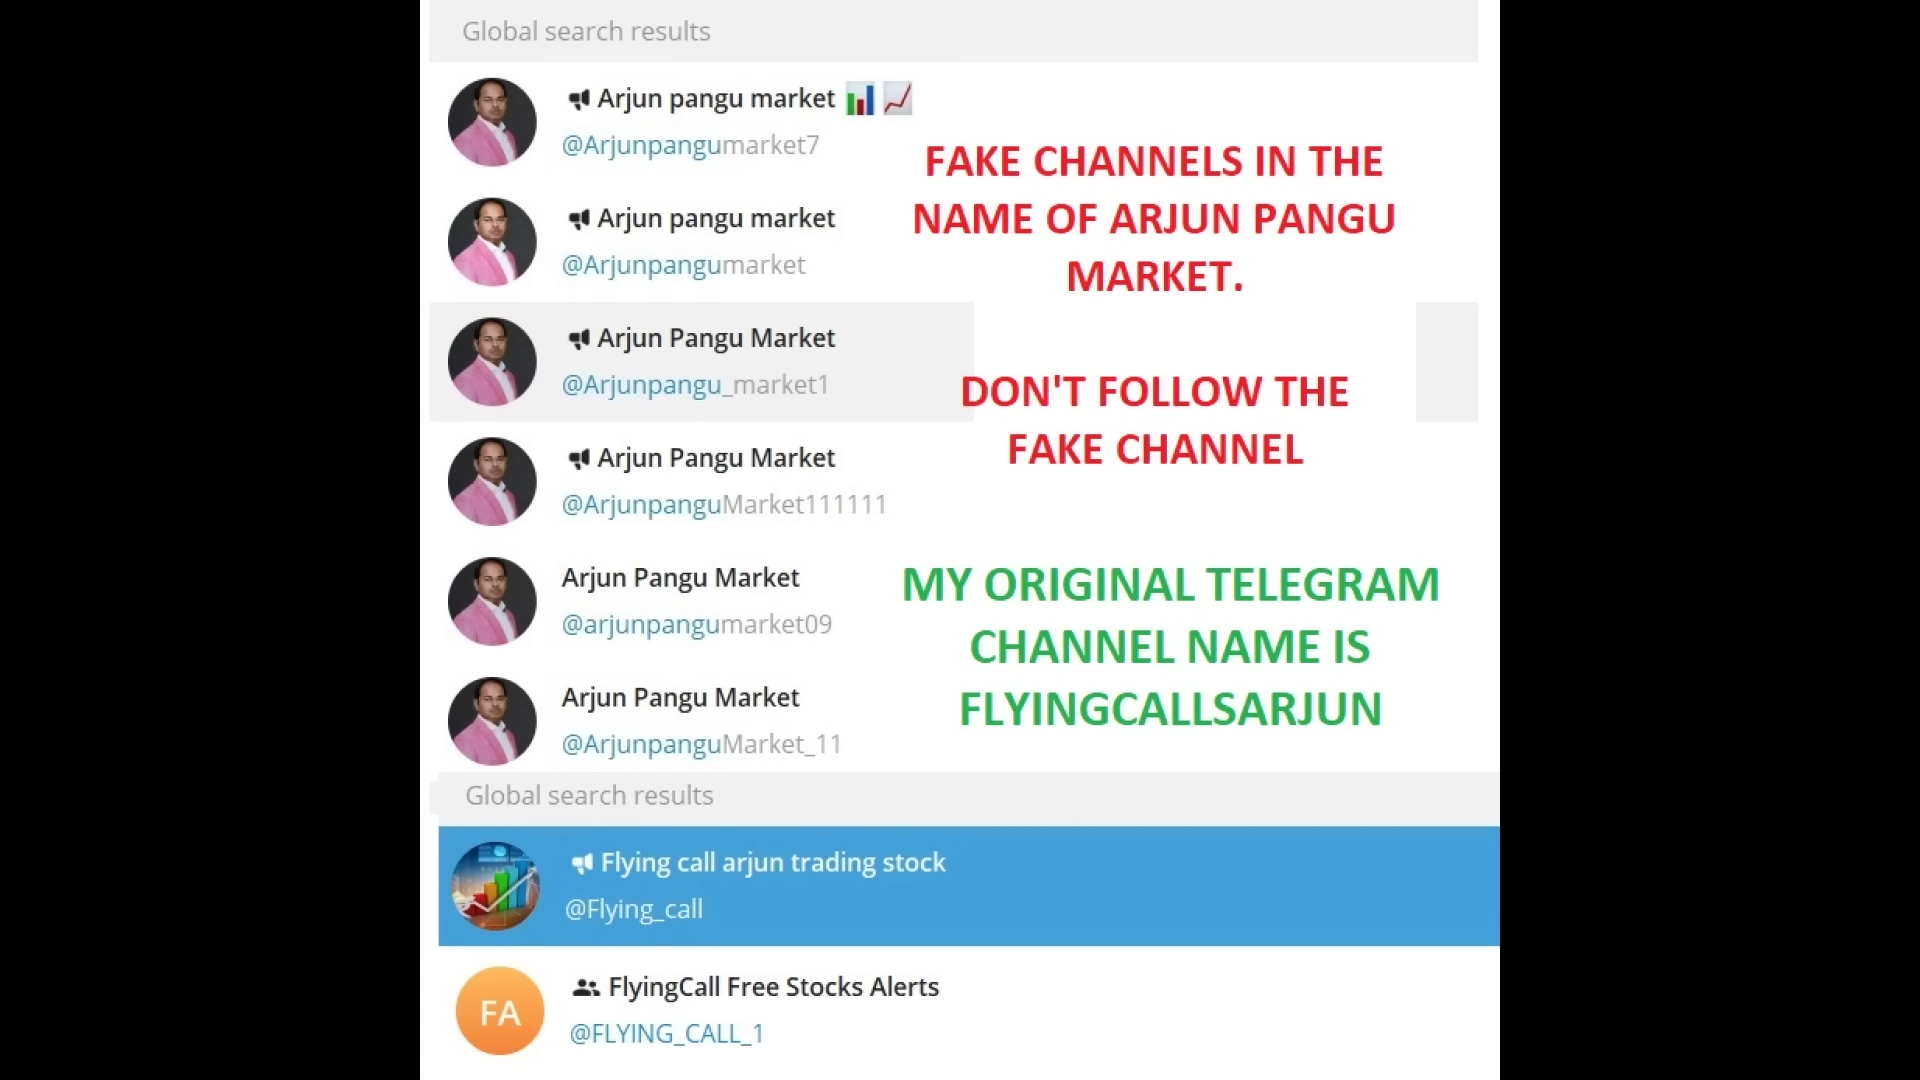 Global search results
Arjun pangu market
@Arjunpangumarket7
Arjun pangu market
@Arjunpangumarket
Arjun Pangu Market
@Arjunpangu_market1
Arjun Pangu Market
@ArjunpanguMarket111111
Arjun Pangu Market
@arjunpangumarket09
Arjun Pangu Market
@ArjunpanguMarket_11
FAKE CHANNELS IN THE
NAME OF ARJUN PANGU
MARKET.
DON'T FOLLOW THE
FAKE CHANNEL
MY ORIGINAL TELEGRAM
CHANNEL NAME IS
FLYINGCALLSARJUN
Global search results
Flying call arjun trading stock
@Flying_call
FA
FlyingCall Free Stocks Alerts
@FLYING_CALL_1